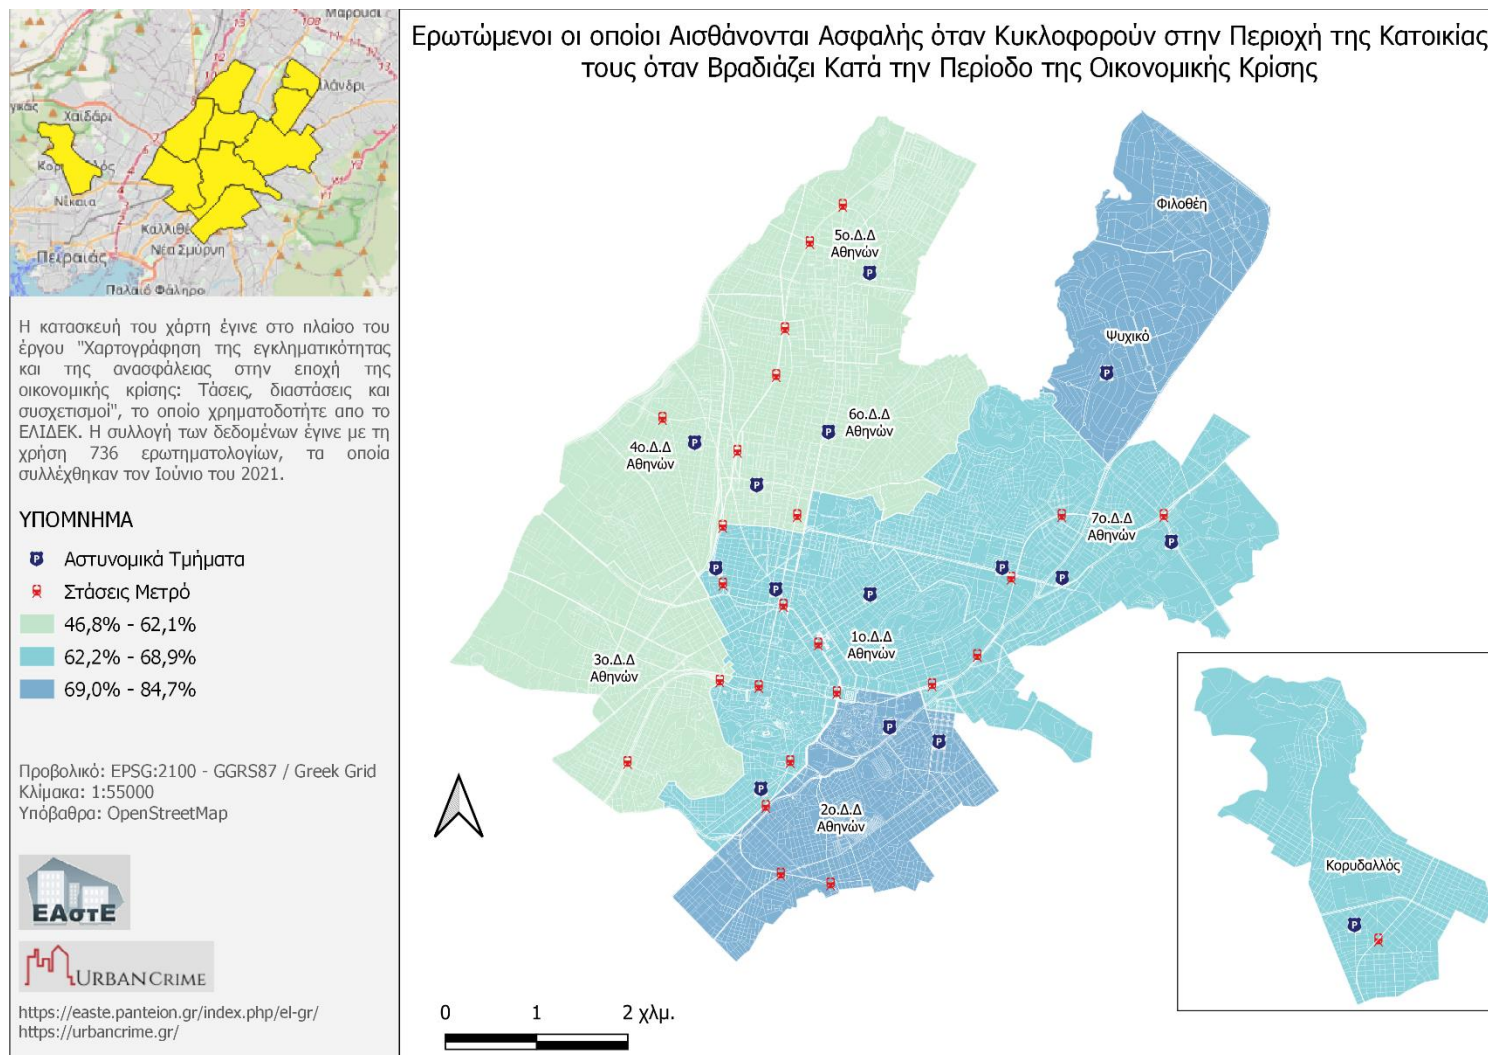 Ερωτώμενοι οι οποίοι Αισθάνονται Ασφαλής όταν Κυκλοφορούν στην Περιοχή της Κατοικίας
τους όταν Βραδιάζει Κατά την Περίοδο της Οικονομικής Κρίσης
Μαρούσι
Χαϊδάρι
Νίκαια
Πειραιάς
Νέα Σμύρνη
Παλαιό Φάληρο
Η κατασκευή του χάρτη έγινε στο πλαίσο του
έργου "Χαρτογράφηση της εγκληματικότητας
και της ανασφάλειας στην εποχή της
οικονομικής κρίσης: Τάσεις, διαστάσεις και
συσχετισμοί", το οποίο χρηματοδοτήτε απο το
ΕΛΙΔΕΚ. Η συλλογή των δεδομένων έγινε με τη
χρήση 736 ερωτηματολογίων, τα οποία
συλλέχθηκαν τον Ιούνιο του 2021.
ΥΠΟΜΝΗΜΑ
Αστυνομικά Τμήματα
Στάσεις Μετρό
46,8% - 62,1%
62,2% - 68,9%
69,0% - 84,7%
Προβολικό: EPSG:2100 - GGRS87 / Greek Grid
Κλίμακα: 1:55000
Υπόβαθρα: OpenStreetMap
ΕΑστΕ
URBANCRIME
https://easte.panteion.gr/index.php/el-gr/
https://urbancrime.gr/
Φιλοθέη
5ο.Δ.Δ
Αθηνών
Ψυχικό
6ο.Δ.Δ
Αθηνών
4ο.Δ.Δ
Αθηνών
7ο.Δ.Δ
Αθηνών
1ο.Δ.Δ
Αθηνών
3ο.Δ.Δ
Αθηνών
2ο.Δ.Δ
Αθηνών
Κορυδαλλός
0 1 2 χλμ.